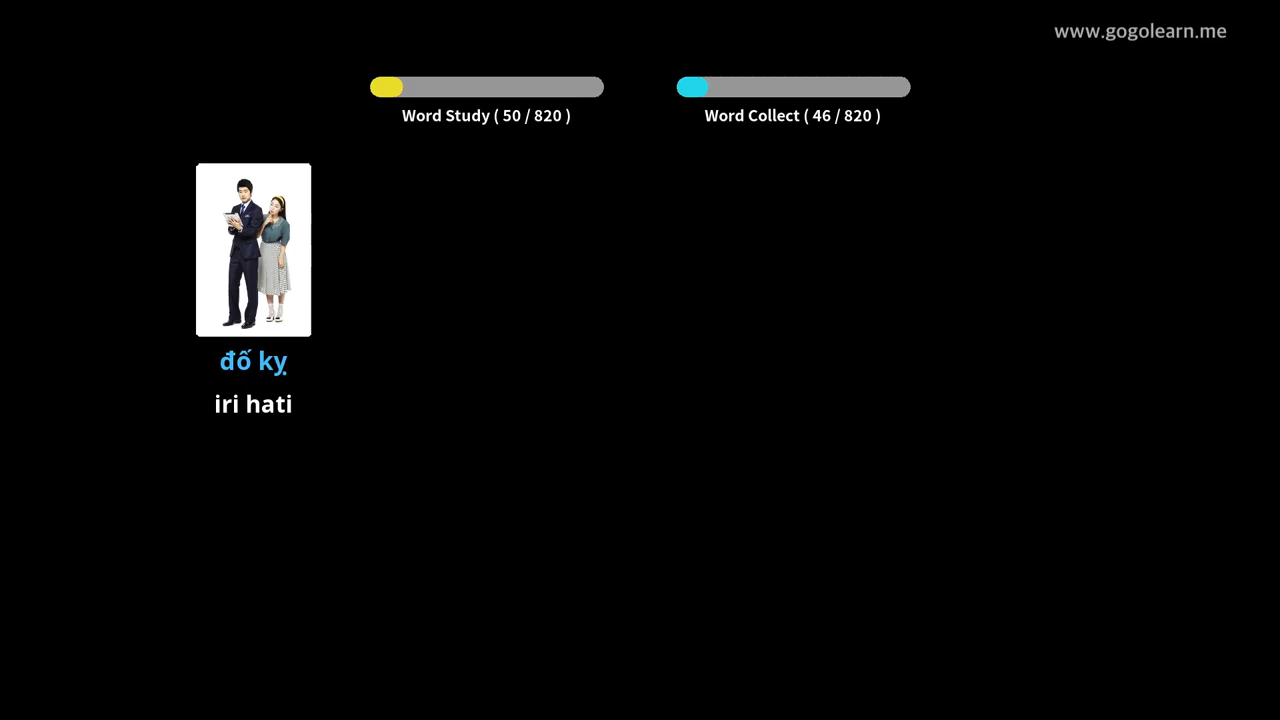 www.gogolearn.me
Word Study ( 50 / 820 )
Word Collect ( 46 / 820 )
đố kỵ
iri hati